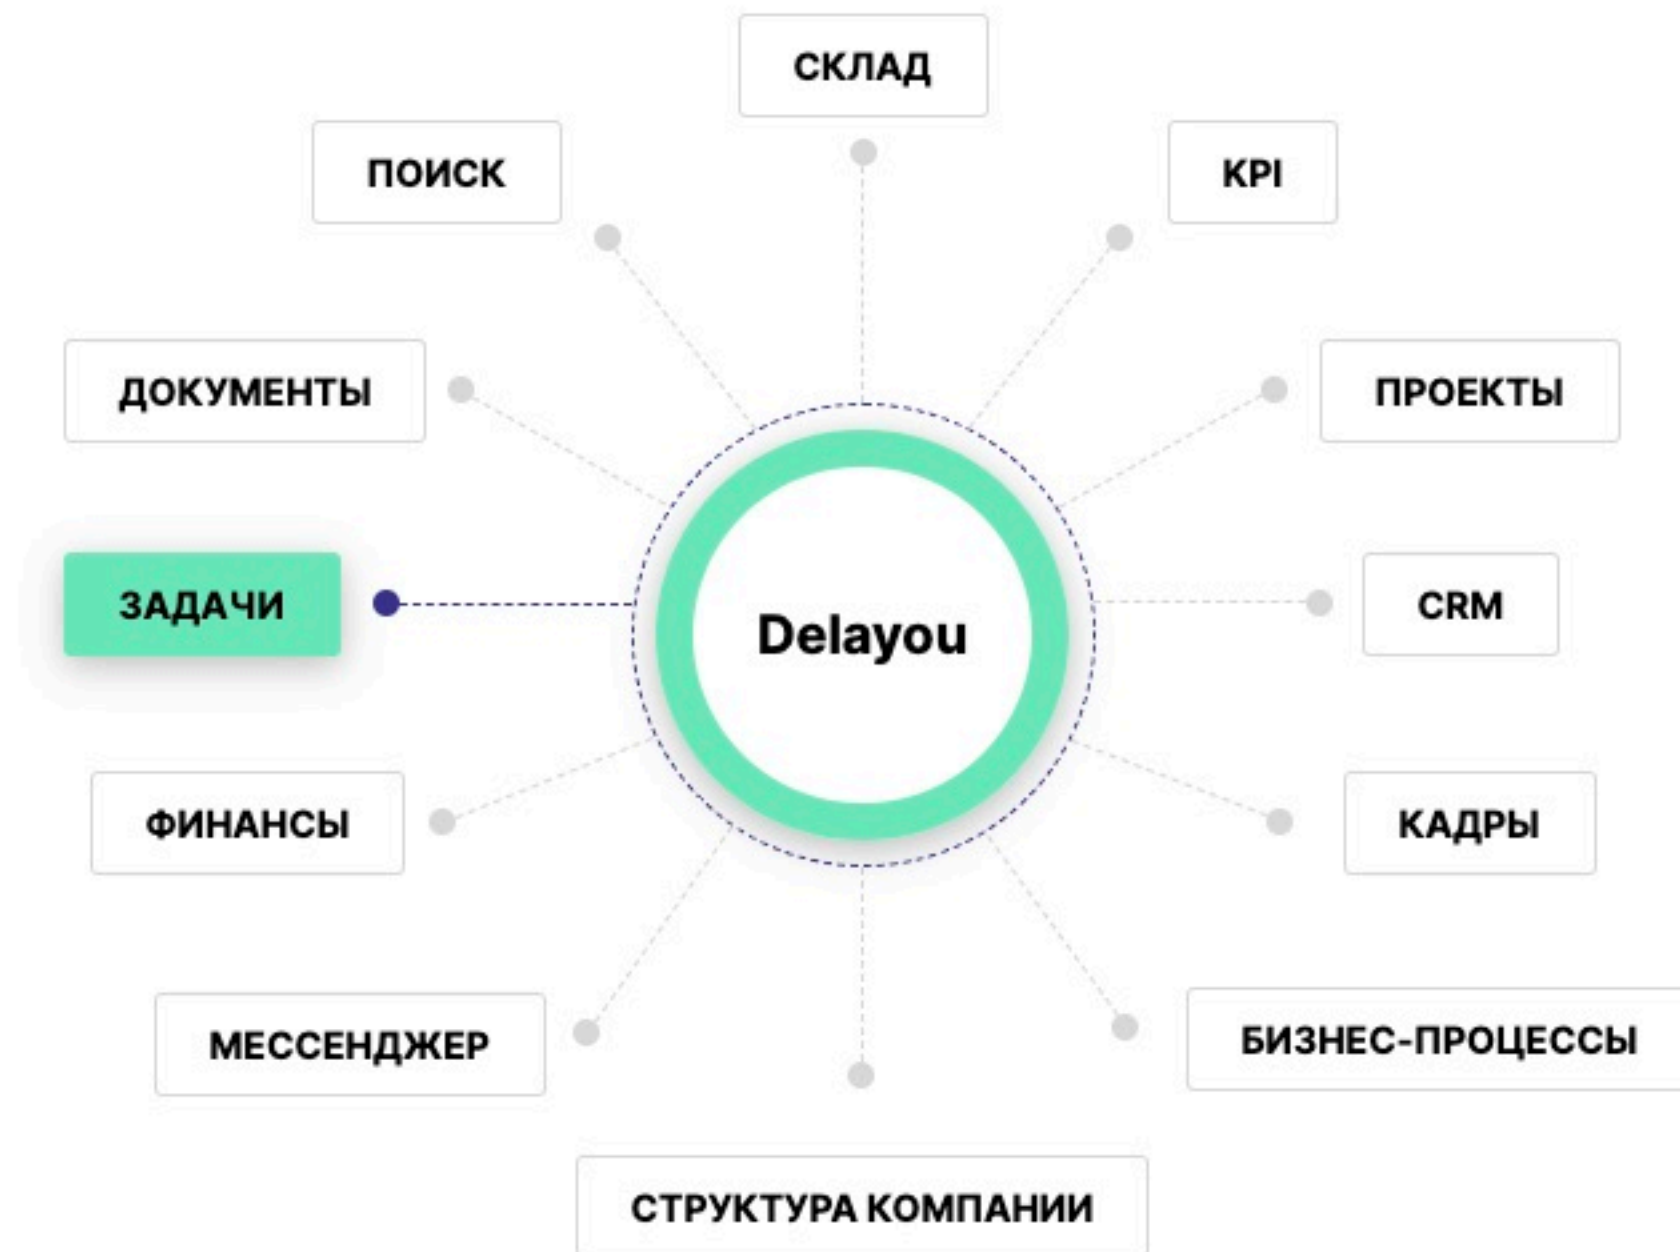 СКЛАД
ПОИСК
KPI
ДОКУМЕНТЫ
ПРОЕКТЫ
ЗАДАЧИ
Delayou
CRM
ФИНАНСЫ
КАДРЫ
МЕССЕНДЖЕР
БИЗНЕС-ПРОЦЕССЫ
СТРУКТУРА КОМПАНИИ